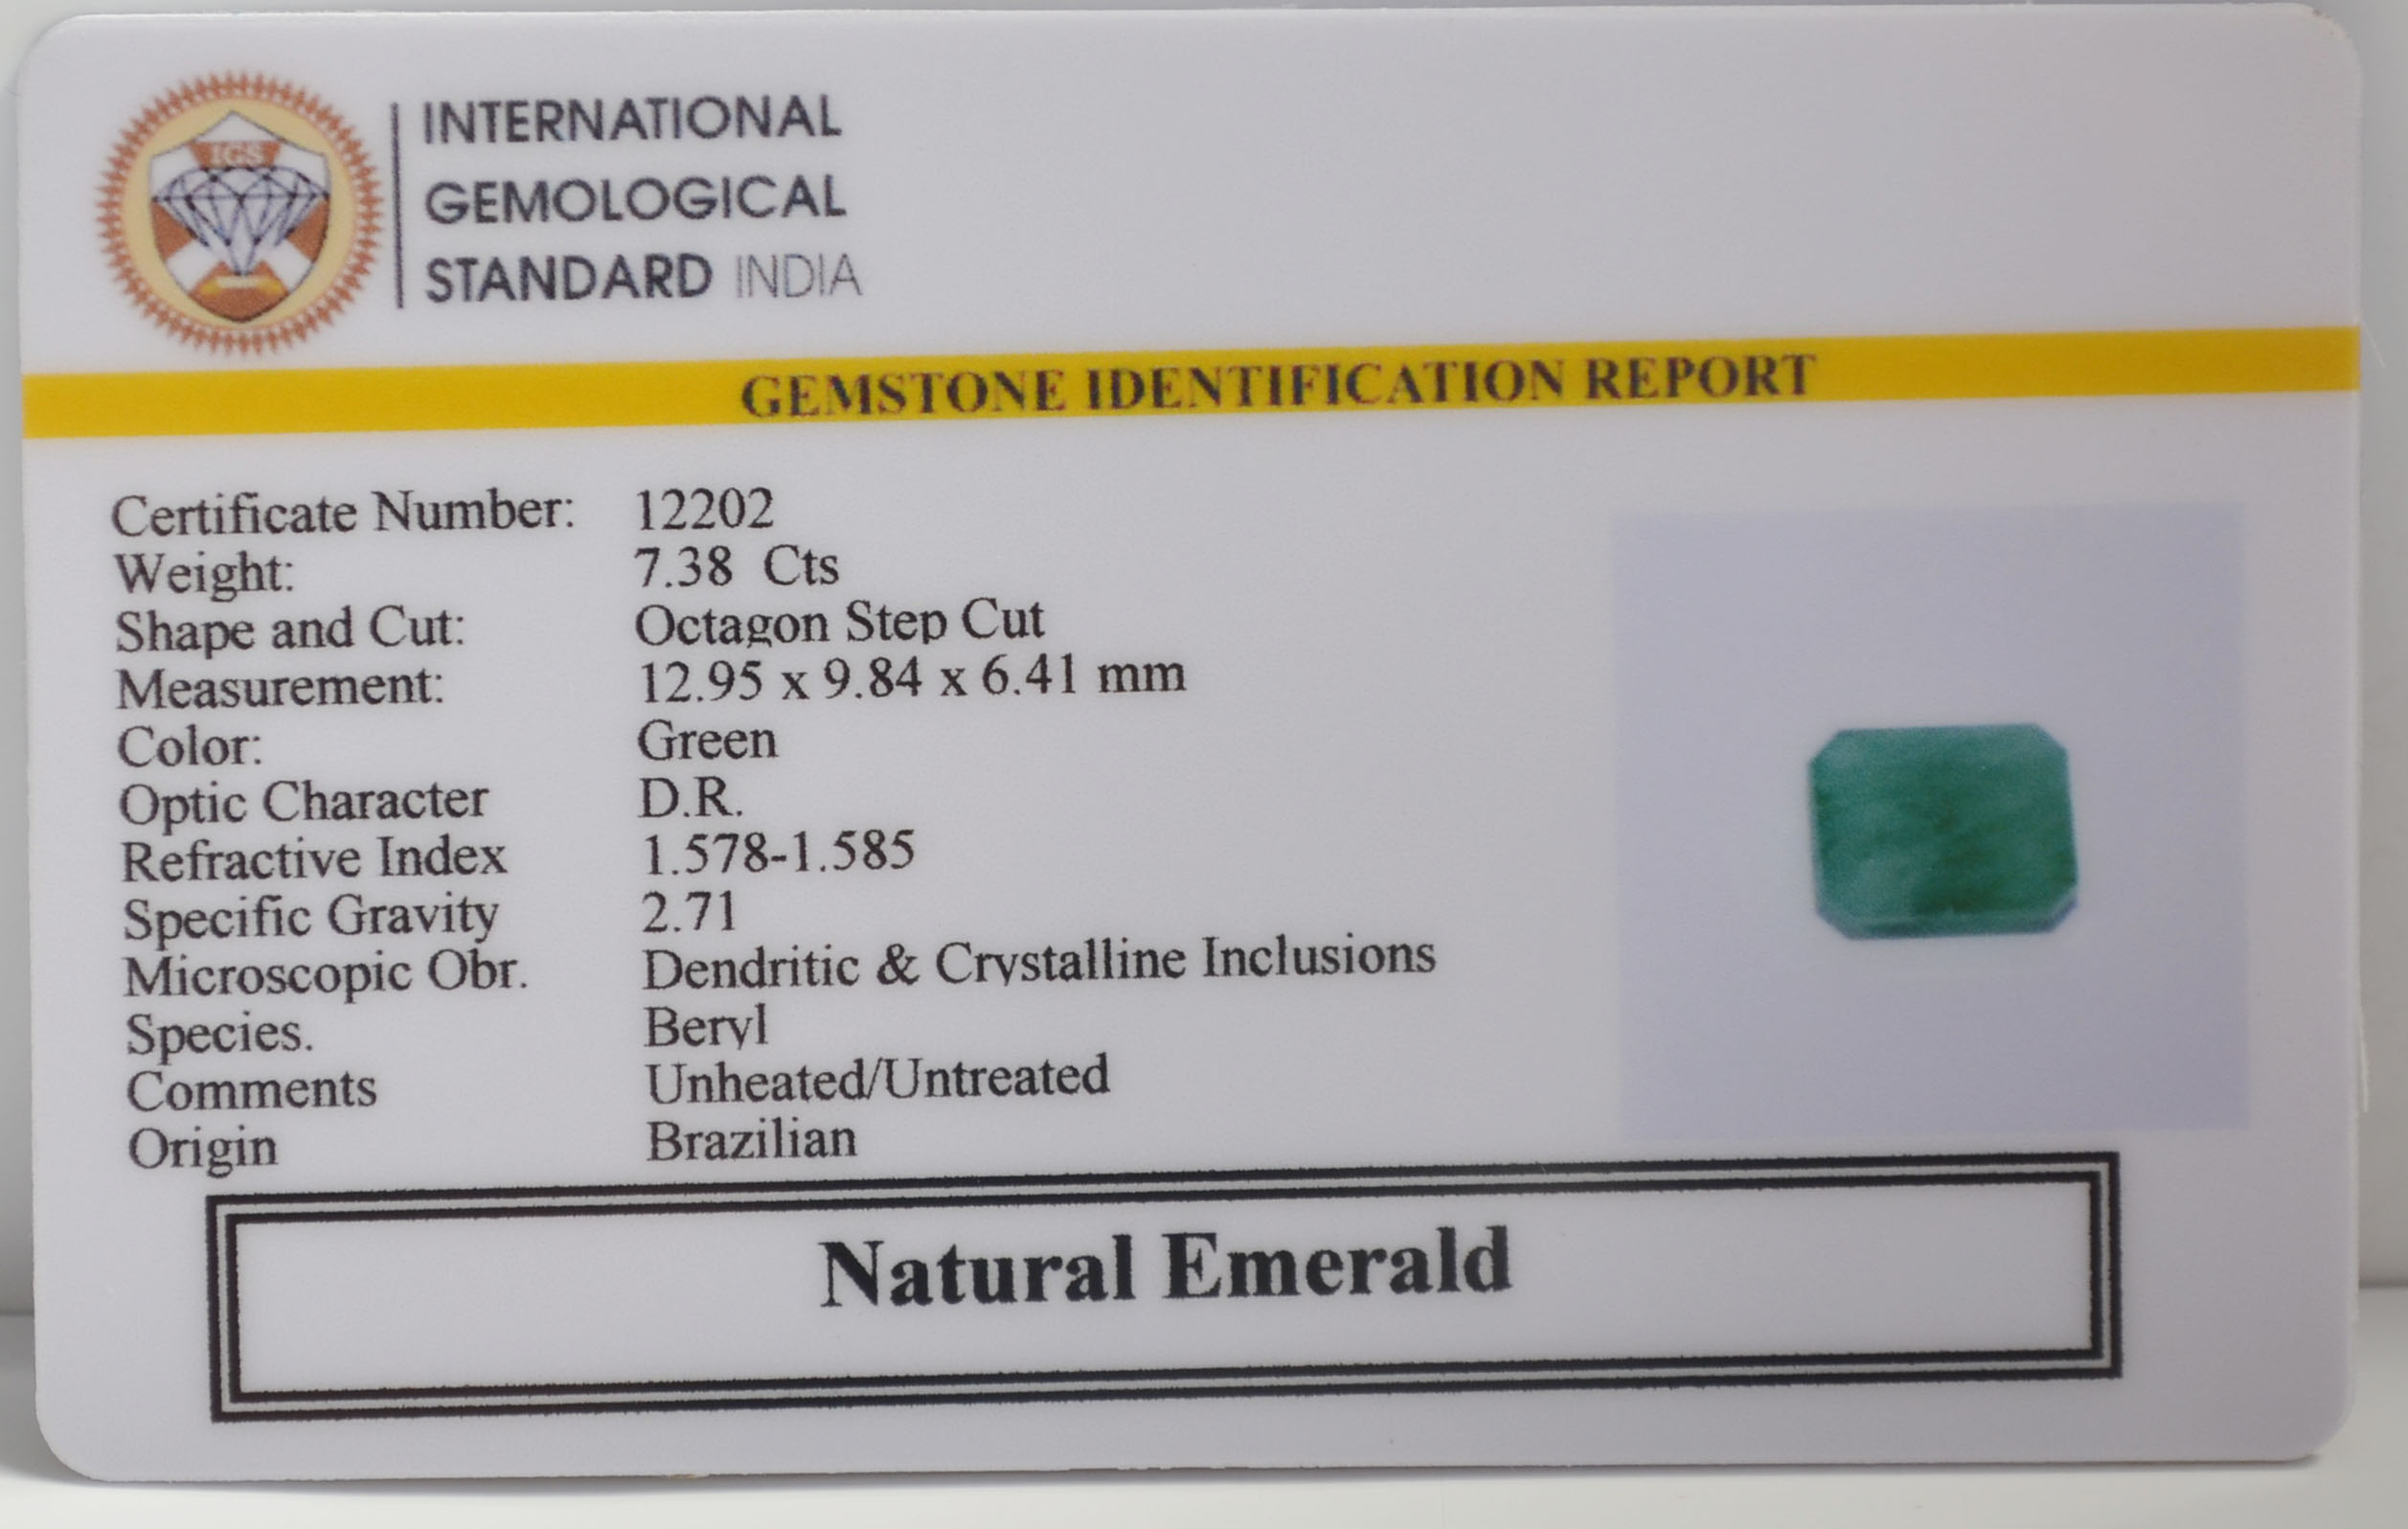 IGS
INTERNATIONAL
GEMOLOGICAL
STANDARD INDIA
GEMSTONE IDENTIFICATION REPORT
Certificate Number: 12202
Weight: 7.38 Cts
Shape and Cut: Octagon Step Cut
Measurement: 12.95 x 9.84 x 6.41 mm
Color: Green
Optic Character D.R.
Refractive Index 1.578-1.585
Specific Gravity 2.71
Microscopic Obr. Dendritic & Crystalline Inclusions
Species. Beryl
Comments Unheated/Untreated
Origin Brazilian
Natural Emerald